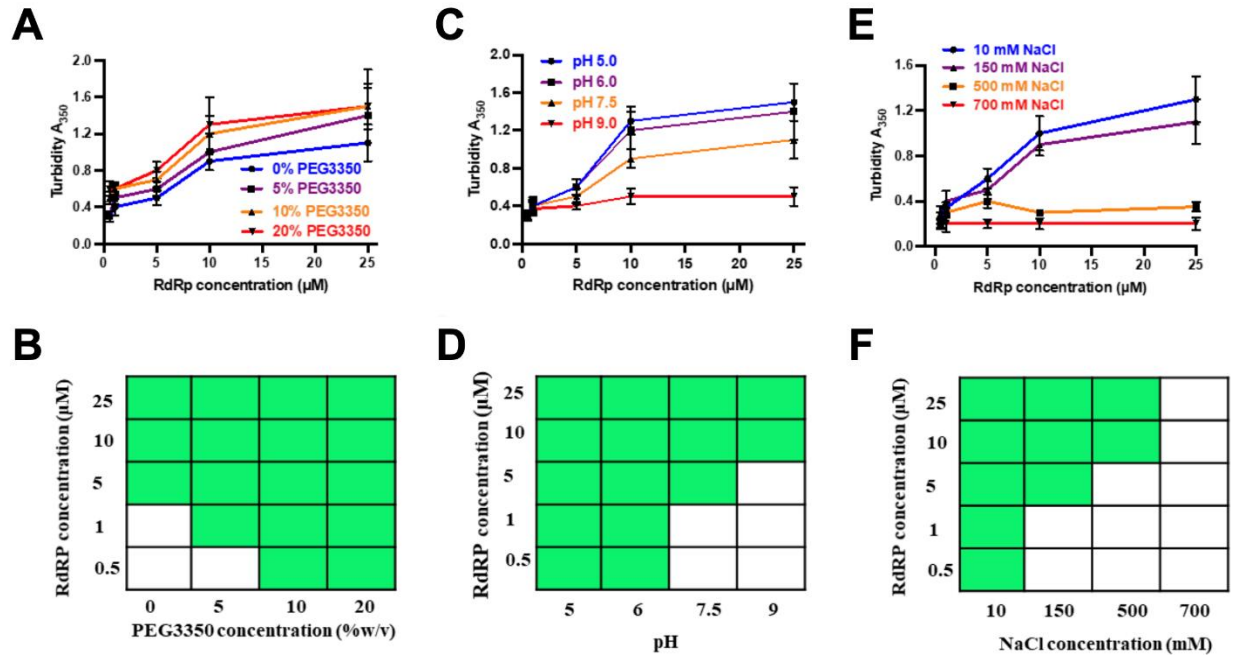 A
2.0
1.6
1.2
0.8
0.4
0.0
Turbidity A350
0% PEG3350
5% PEG3350
10% PEG3350
20% PEG3350
0 5 10 15 20 25
RdRp concentration (µM)
C
2.0
1.6
1.2
0.8
0.4
0.0
Turbidity A350
pH 5.0
pH 6.0
pH 7.5
pH 9.0
0 5 10 15 20 25
RdRp concentration (µM)
E
1.6
1.2
0.8
0.4
0.0
Turbidity A350
10 mM NaCl
150 mM NaCl
500 mM NaCl
700 mM NaCl
0 5 10 15 20 25
RdRp concentration (µM)
B
RdRP concentration (µM)
25
10
5
1
0.5
0 5 10 20
PEG3350 concentration (%w/v)
D
RdRP concentration (µM)
25
10
5
1
0.5
5 6 7.5 9
pH
F
RdRP concentration (µM)
25
10
5
1
0.5
10 150 500 700
NaCl concentration (mM)